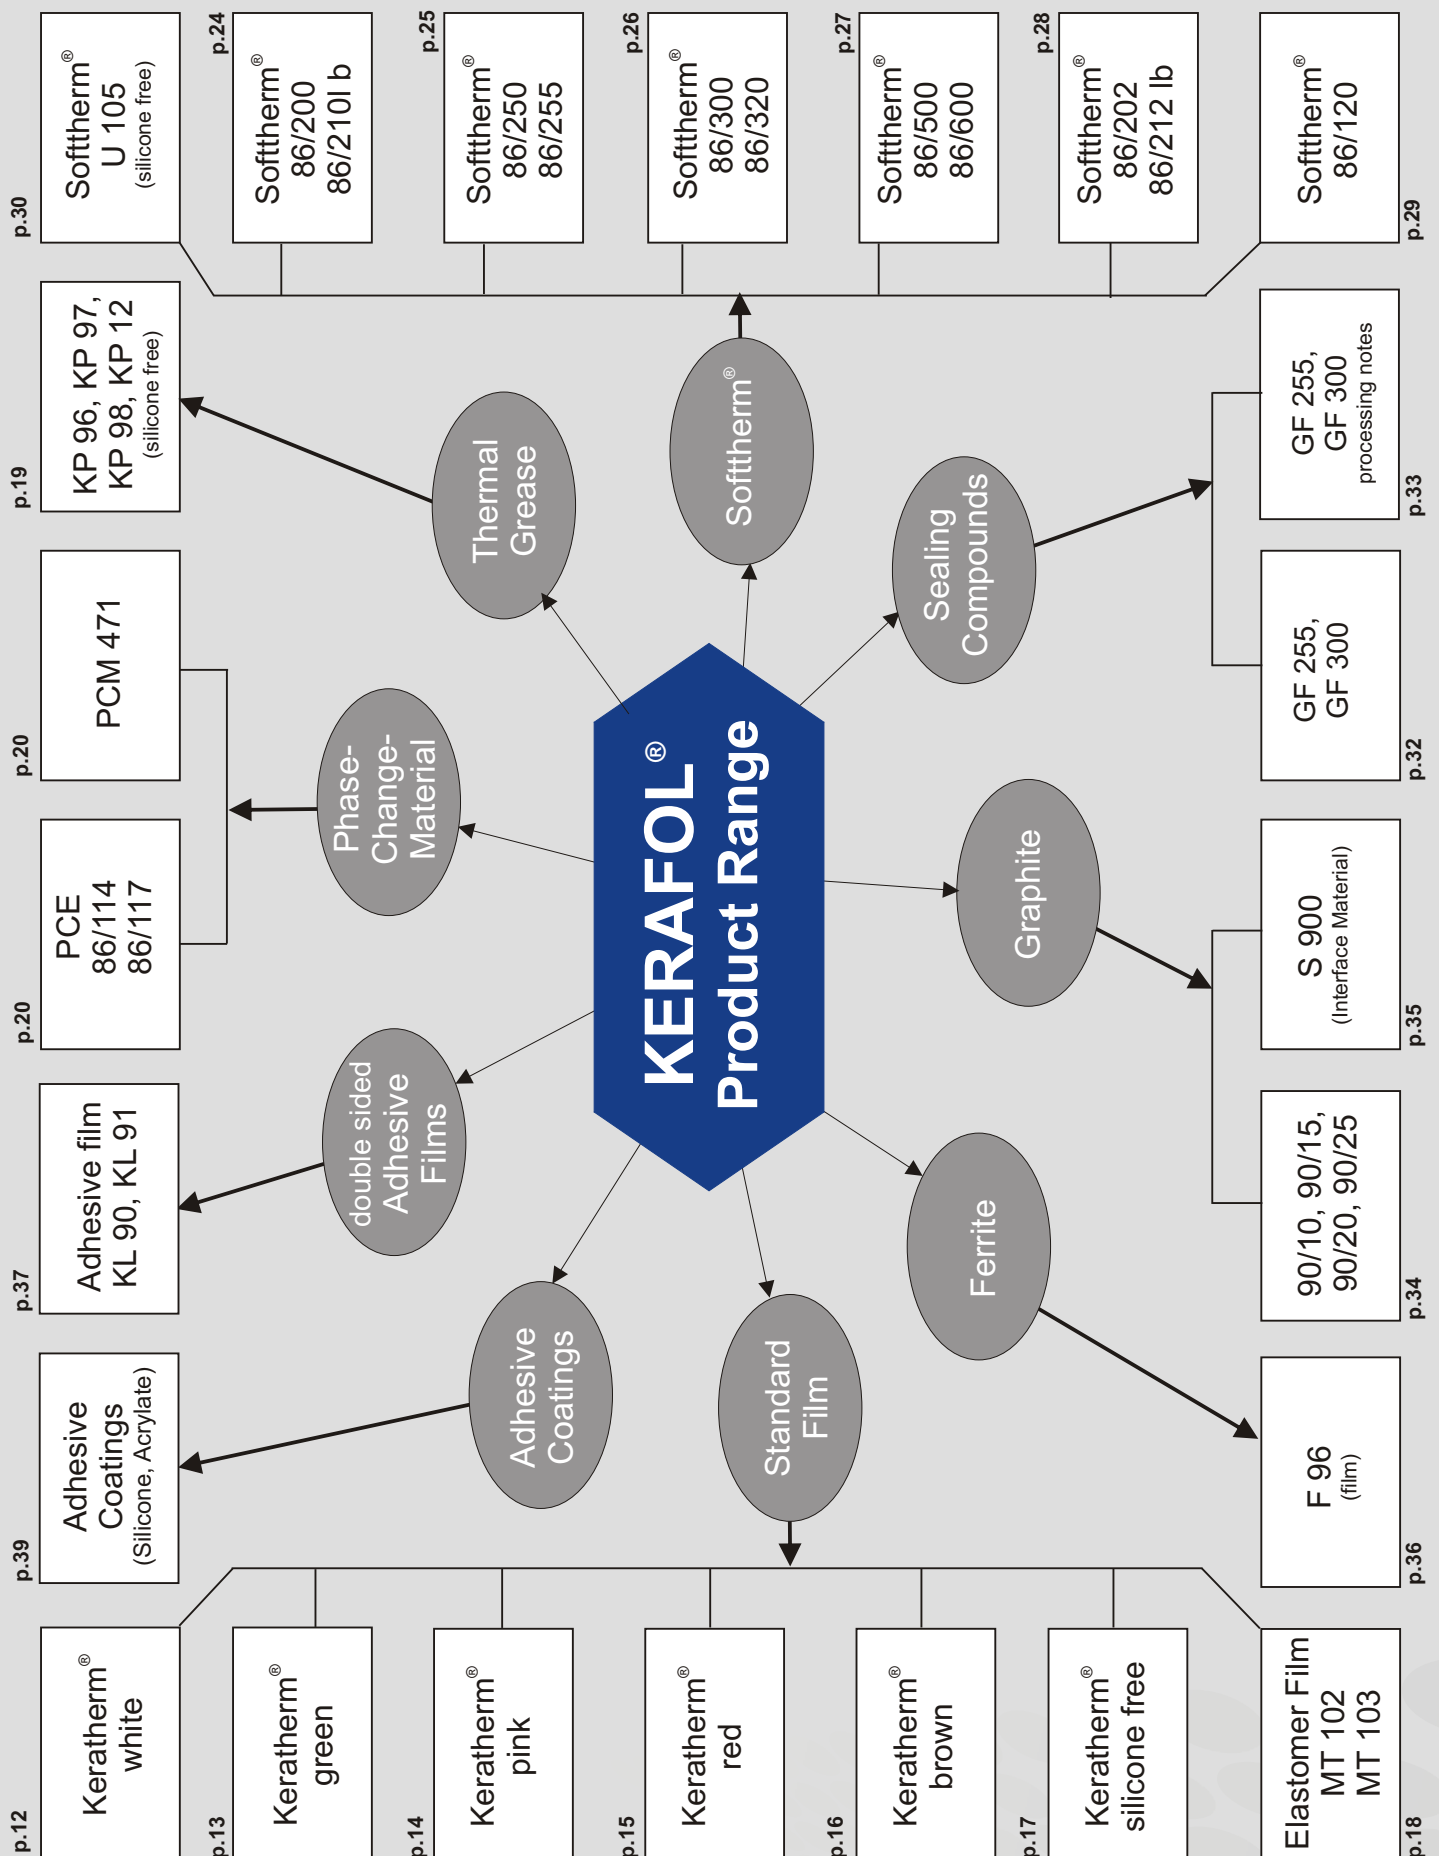 p.12
Keratherm®
white
p.13
Keratherm®
green
p.14
Keratherm®
pink
p.15
Keratherm®
red
p.16
Keratherm®
brown
p.17
Keratherm®
silicone free
Elastomer Film
MT 102
MT 103
p.18
p.39
Adhesive
Coatings
(Silicone, Acrylate)
p.37
Adhesive film
KL 90, KL 91
p.20
PCE
86/114
86/117
p.20
PCM 471
p.19
KP 96, KP 97,
KP 98, KP 12
(silicone free)
p.30
Softtherm®
U 105
(silicone free)
p.24
Softtherm®
86/200
86/210l b
p.25
Softtherm®
86/250
86/255
p.26
Softtherm®
86/300
86/320
p.27
Softtherm®
86/500
86/600
p.28
Softtherm®
86/202
86/212 lb
Softtherm®
86/120
p.29
double sided
Adhesive
Films
Phase-
Change-
Material
Thermal
Grease
Adhesive
Coatings
KERAFOL®
Product Range
Softtherm®
Standard
Film
Ferrite
Graphite
Sealing
Compounds
F 96
(film)
p.36
90/10, 90/15,
90/20, 90/25
p.34
S 900
(Interface Material)
p.35
GF 255,
GF 300
p.32
GF 255,
GF 300
processing notes
p.33